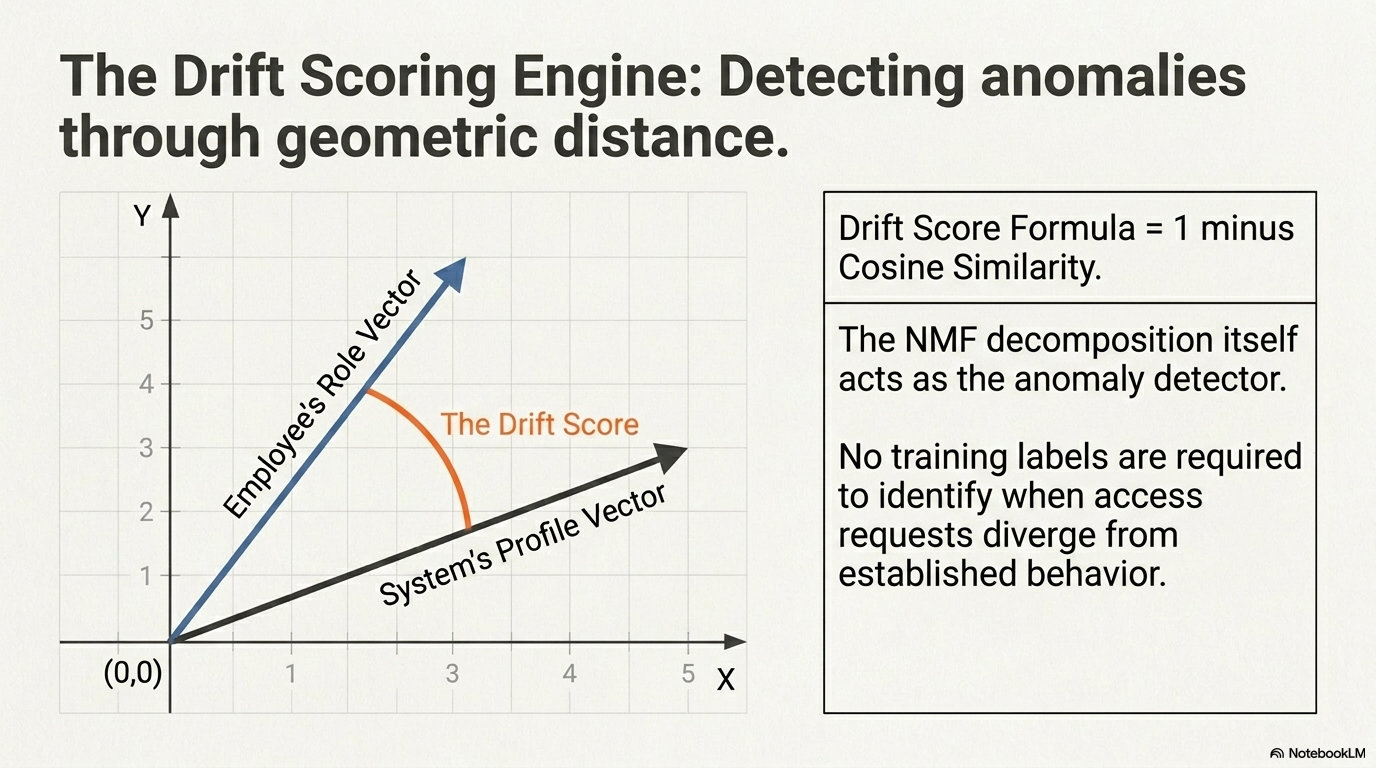 The Drift Scoring Engine: Detecting anomalies
through geometric distance.
Y
5
4
3
2
1
(0,0)
1
3
4
5
X
Employee's Role Vector
The Drift Score
System's Profile Vector
Drift Score Formula = 1 minus
Cosine Similarity.
The NMF decomposition itself
acts as the anomaly detector.
No training labels are required
to identify when access
requests diverge from
established behavior.
NotebookLM